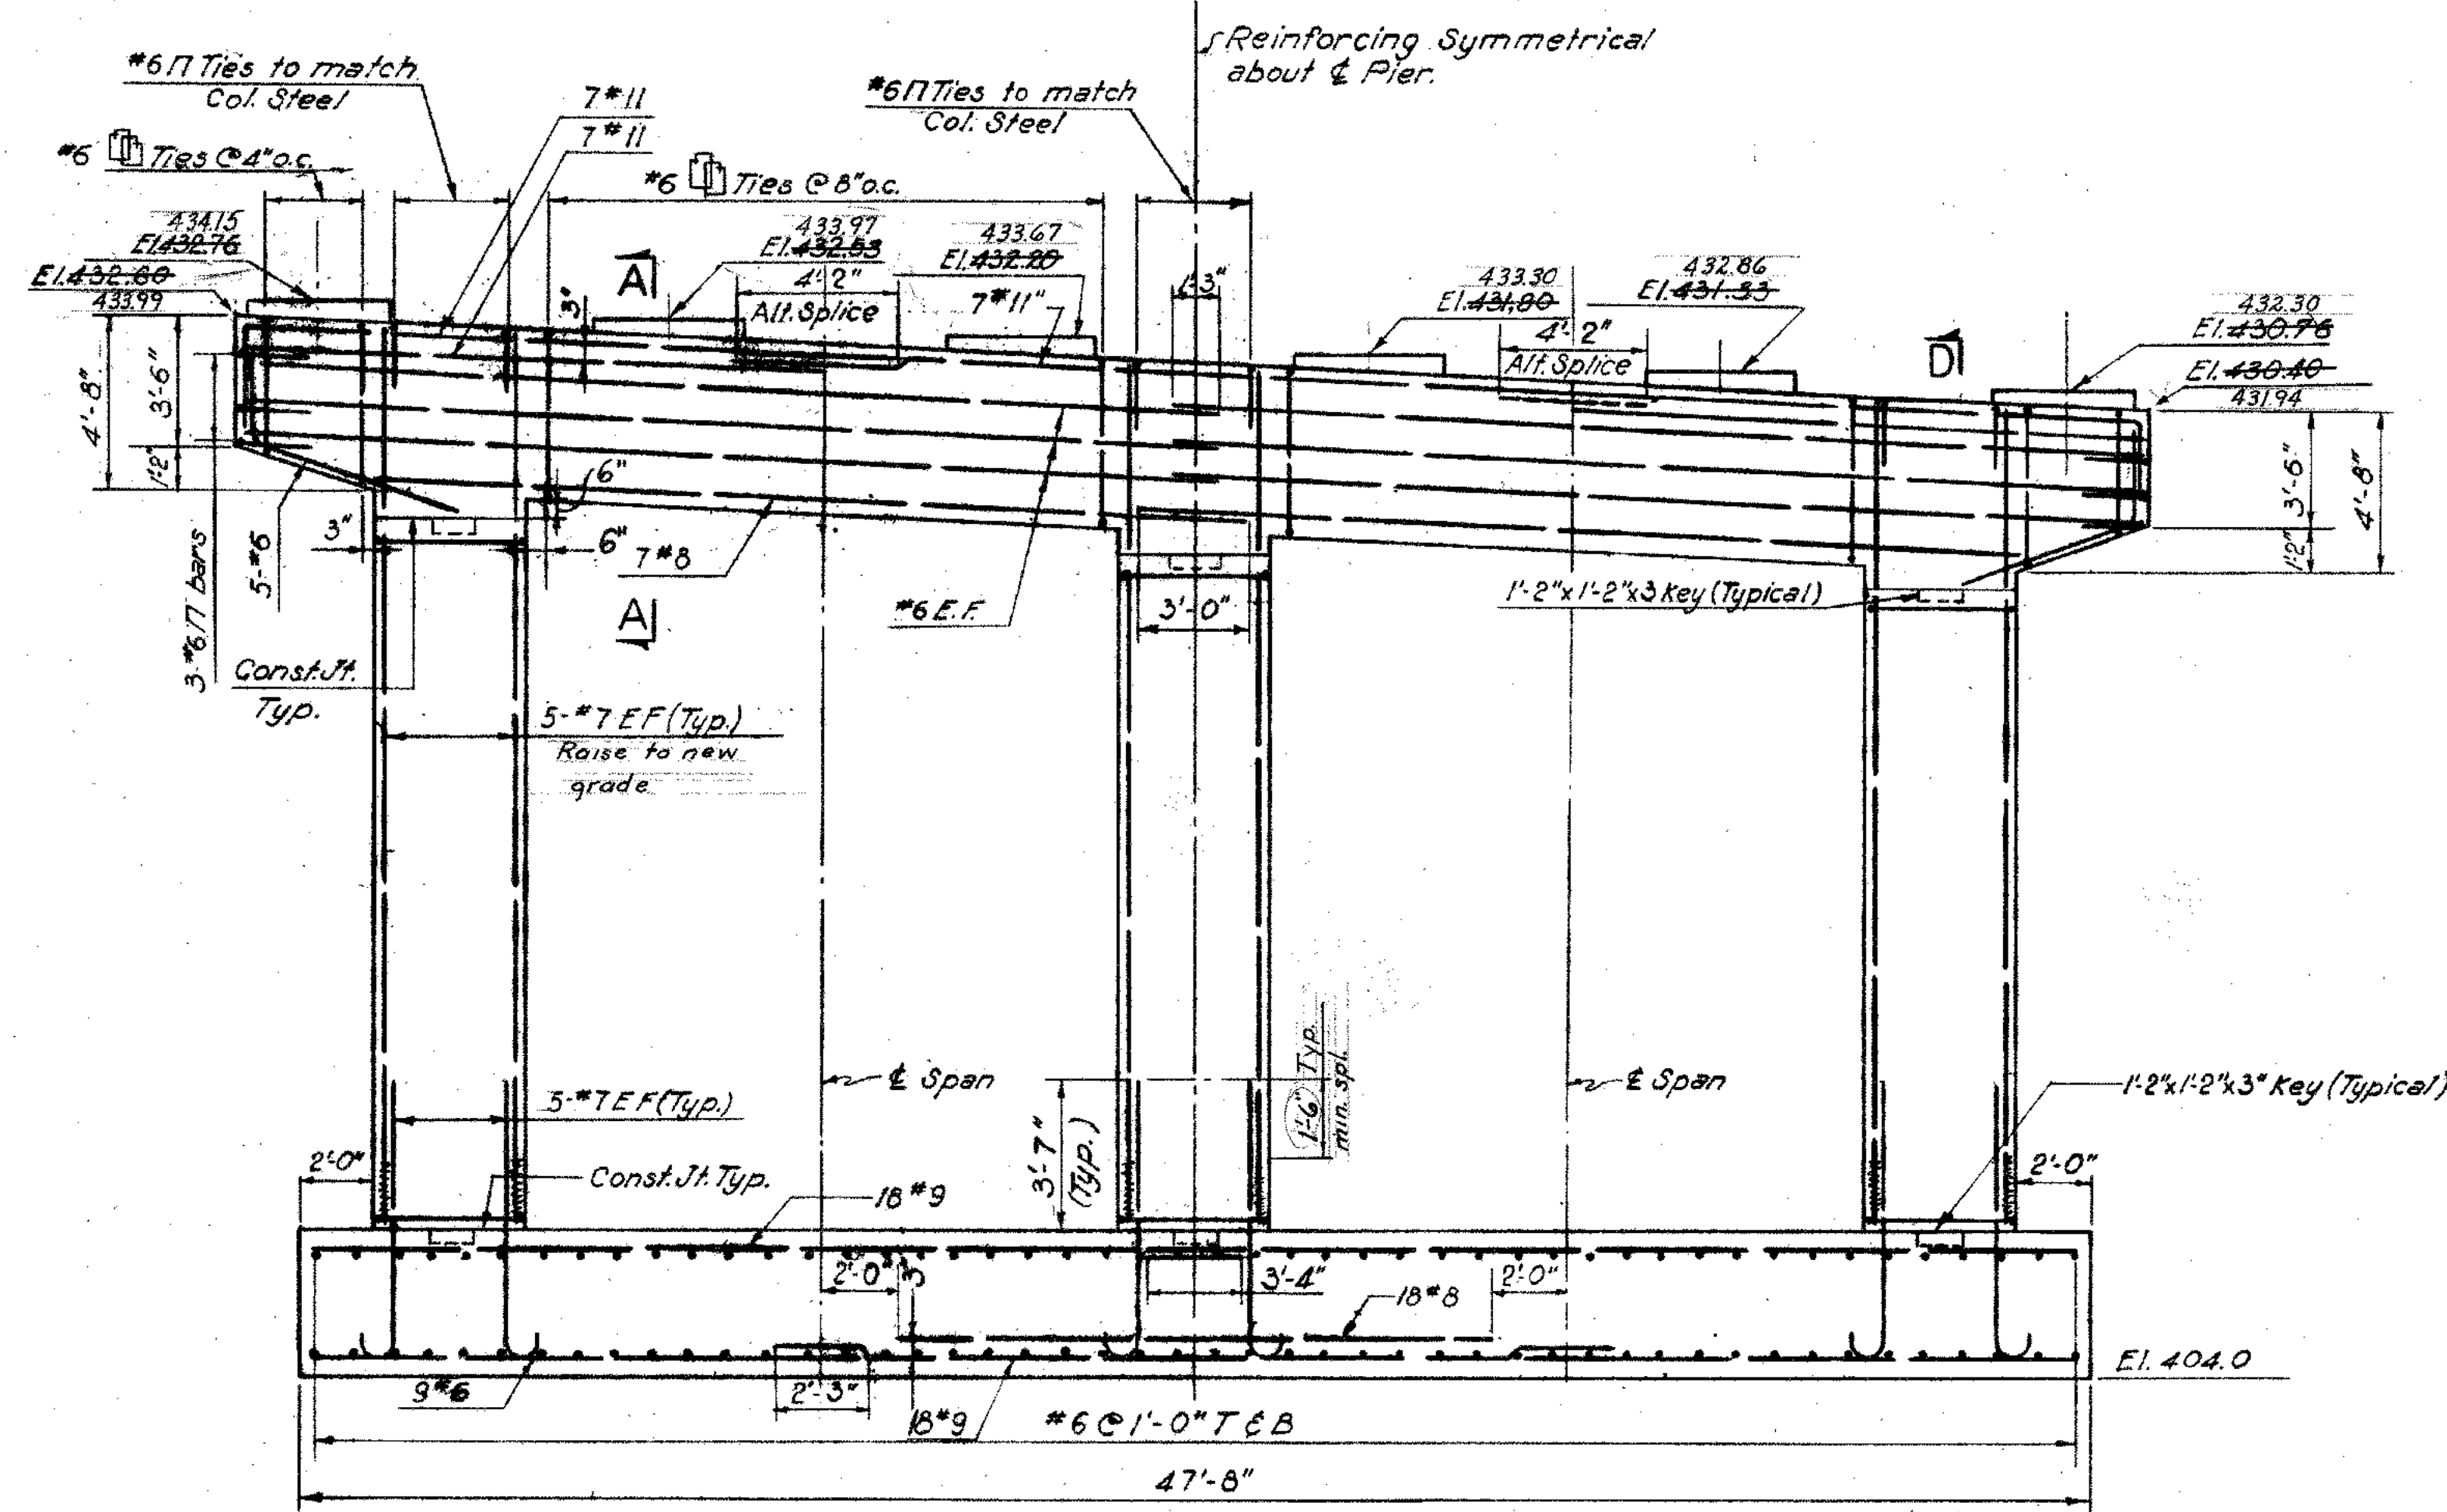 Reinforcing Symmetrical
about ℄ Pier.
#6 ⊓ Ties to match
Col. Steel
7#11
7#11
#6 ⊓ Ties to match
Col. Steel
#6 Ties @ 4" o.c.
#6 Ties @ 8" o.c.
434.15
El. 432.76
El. 432.60
433.99
A
433.97
El. 432.53
4'-2"
Alt. Splice
433.67
El. 432.20
7#11"
1'-3"
3"
433.30
El. 431.80
432.86
El. 431.33
4'-2"
Alt. Splice
D
432.30
El. 430.76
El. 430.40
431.94
4'-8"
3'-6"
1'-2"
3'-6"
4'-8"
1'-2"
3-#6 ⊓ bars
5-#6
3"
6"
6"
7#8
A
#6 E.F.
3'-0"
1'-2"x1'-2"x3 Key (Typical)
Const. Jt.
Typ.
5-#7 EF (Typ.)
Raise to new
grade
℄ Span
1'-6" Typ.
min. spl.
℄ Span
5-#7 EF (Typ.)
3'-7"
(Typ.)
1'-2"x1'-2"x3" Key (Typical)
2'-0"
Const. Jt. Typ.
18#9
2'-0"
2'-0"
3"
3'-4"
18#8
2'-0"
El. 404.0
9#6
2'-3"
18#9
#6 @ 1'-0" T & B
47'-8"